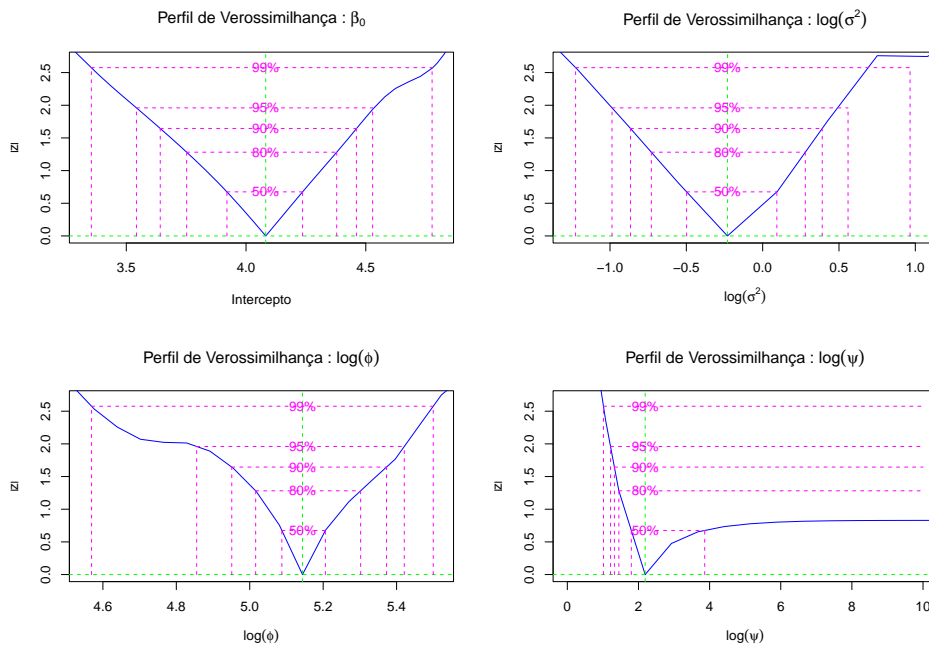 Perfil de Verossimilhança : β₀
|z|
2.5
2.0
1.5
1.0
0.5
0.0
99%
95%
90%
80%
50%
3.5 4.0 4.5
Intercepto
Perfil de Verossimilhança : log(σ²)
|z|
2.5
2.0
1.5
1.0
0.5
0.0
99%
95%
90%
80%
50%
−1.0 −0.5 0.0 0.5 1.0
log(σ²)
Perfil de Verossimilhança : log(ϕ)
|z|
2.5
2.0
1.5
1.0
0.5
0.0
99%
95%
90%
80%
50%
4.6 4.8 5.0 5.2 5.4
log(ϕ)
Perfil de Verossimilhança : log(ψ)
|z|
2.5
2.0
1.5
1.0
0.5
0.0
99%
95%
90%
80%
50%
0 2 4 6 8 10
log(ψ)